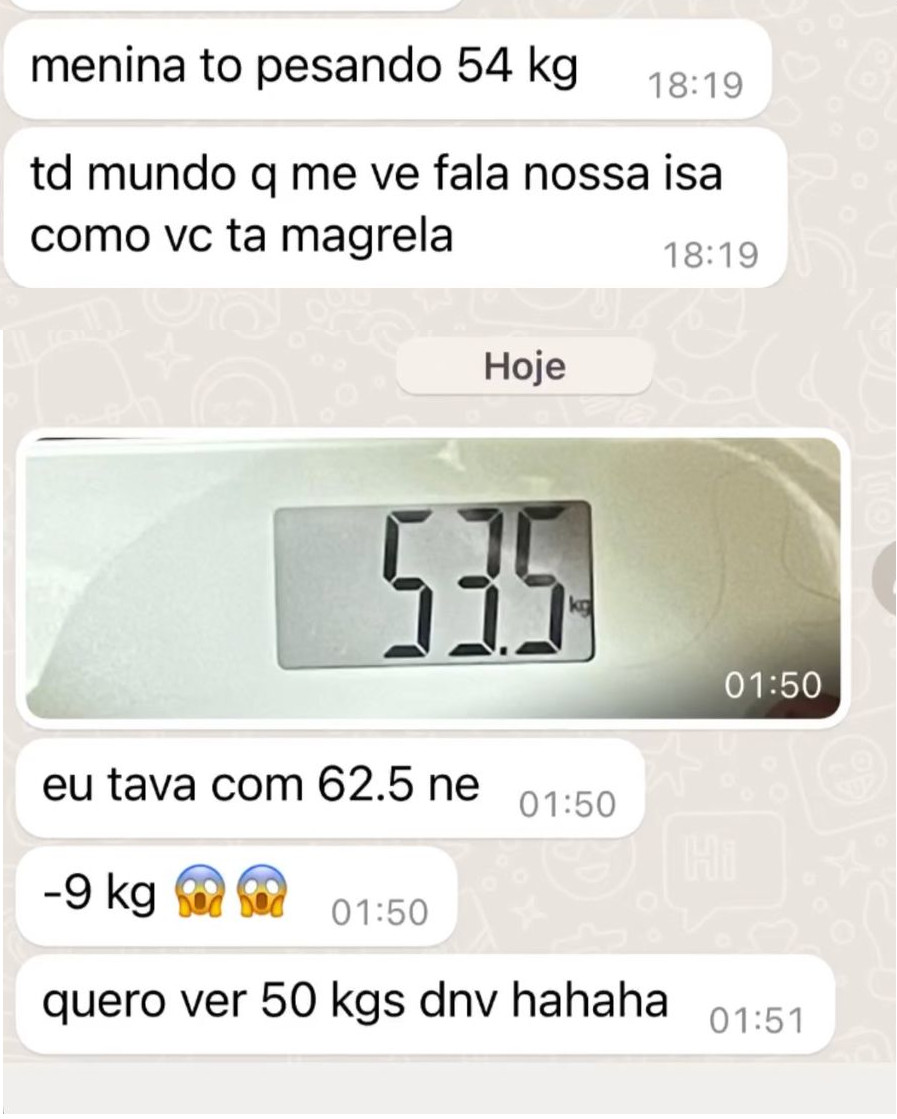 menina to pesando 54 kg
18:19
td mundo q me ve fala nossa isa
como vc ta magrela
18:19
Hoje
53.5
kg
01:50
eu tava com 62.5 ne
01:50
-9 kg 😱😱
01:50
quero ver 50 kgs dnv hahaha
01:51
Hi